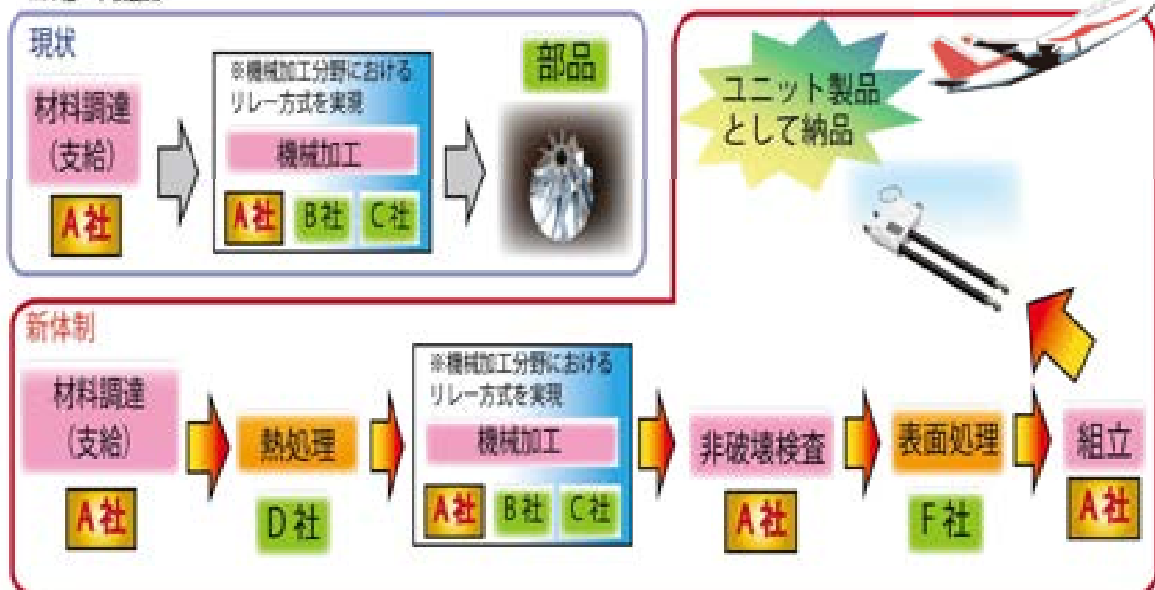 現状
材料調達
(支給)
A社
※機械加工分野における
リレー方式を実現
機械加工
A社 B社 C社
部品
ユニット製品
として納品
新体制
材料調達
(支給)
A社
熱処理
D社
※機械加工分野における
リレー方式を実現
機械加工
A社 B社 C社
非破壊検査
A社
表面処理
F社
組立
A社